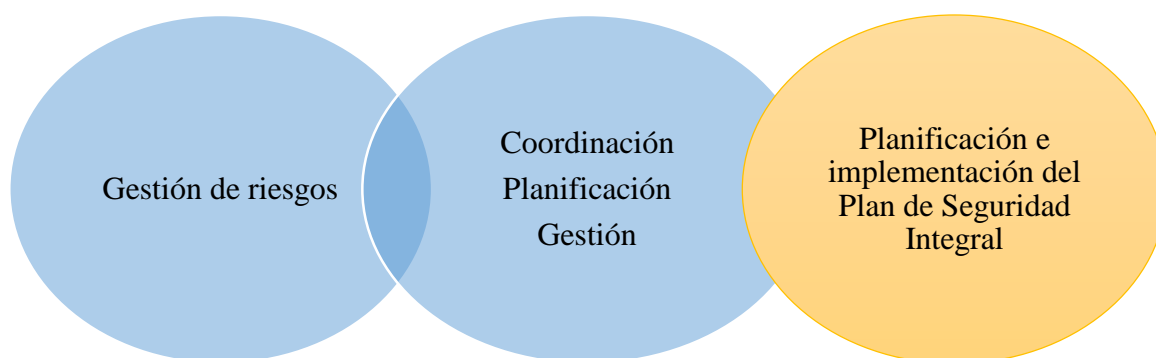 Gestión de riesgos
Coordinación
Planificación
Gestión
Planificación e
implementación del
Plan de Seguridad
Integral